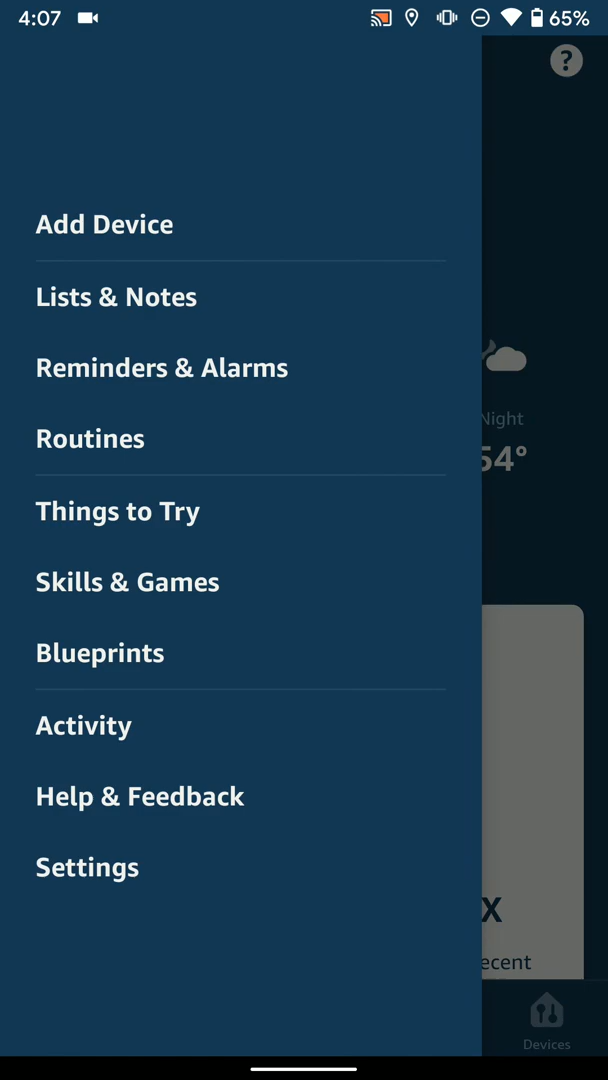 4:07
65%
?
Add Device
Lists & Notes
Reminders & Alarms
Night
54°
Routines
Things to Try
Skills & Games
Blueprints
Activity
Help & Feedback
Settings
X
ecent
Devices